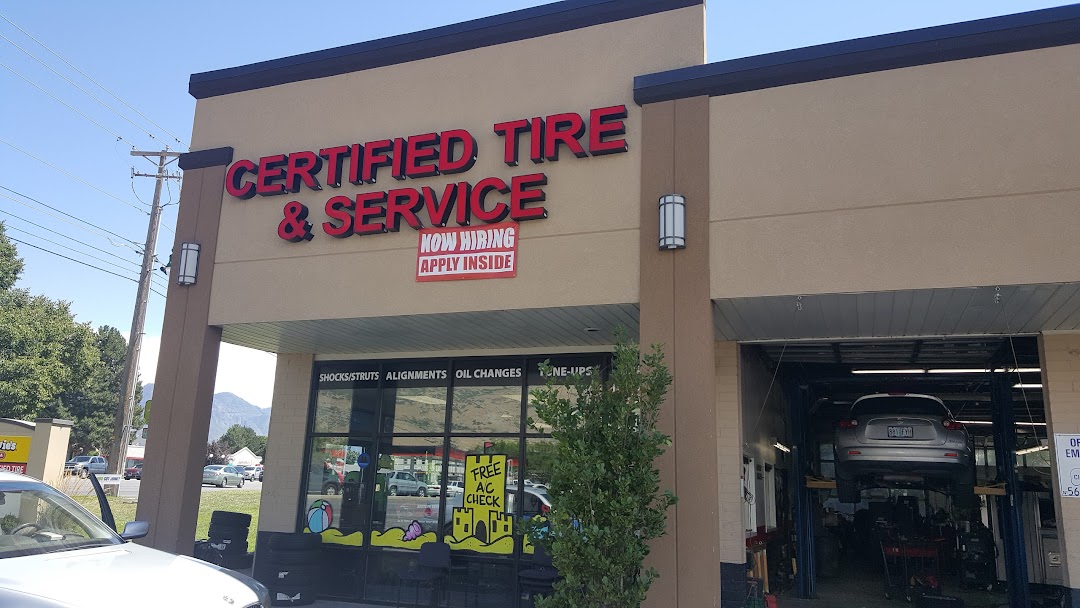 CERTIFIED TIRE
& SERVICE
NOW HIRING
APPLY INSIDE
SHOCKS/STRUTS ALIGNMENTS OIL CHANGES TUNE-UPS
FREE
AC
CHECK